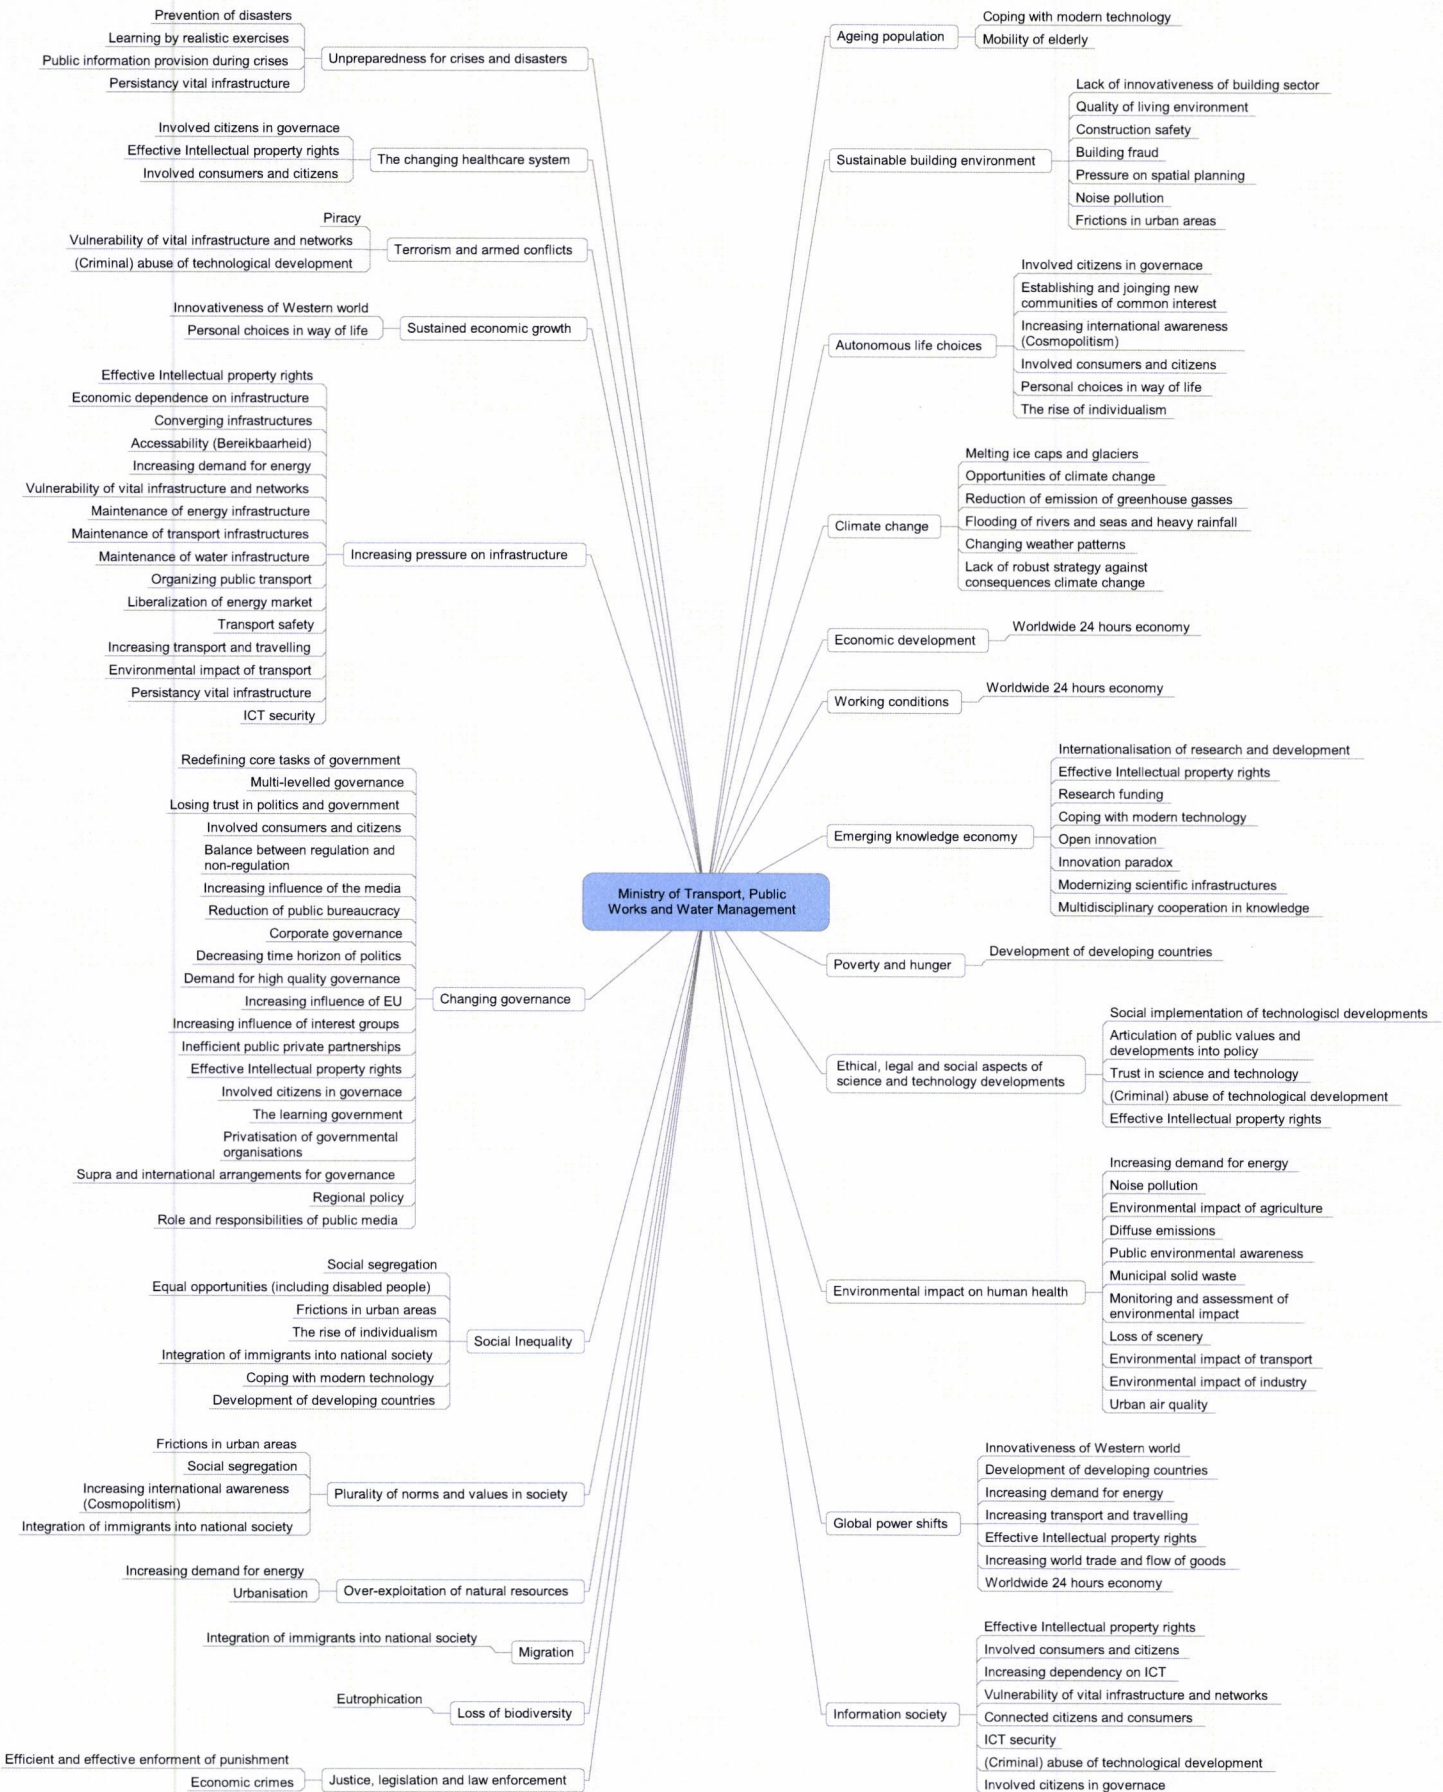 Prevention of disasters
Learning by realistic exercises
Public information provision during crises
Persistancy vital infrastructure
Unpreparedness for crises and disasters
Involved citizens in governace
Effective Intellectual property rights
Involved consumers and citizens
The changing healthcare system
Piracy
Vulnerability of vital infrastructure and networks
(Criminal) abuse of technological development
Terrorism and armed conflicts
Innovativeness of Western world
Personal choices in way of life
Sustained economic growth
Effective Intellectual property rights
Economic dependence on infrastructure
Converging infrastructures
Accessability (Bereikbaarheid)
Increasing demand for energy
Vulnerability of vital infrastructure and networks
Maintenance of energy infrastructure
Maintenance of transport infrastructures
Maintenance of water infrastructure
Organizing public transport
Liberalization of energy market
Transport safety
Increasing transport and travelling
Environmental impact of transport
Persistancy vital infrastructure
ICT security
Increasing pressure on infrastructure
Redefining core tasks of government
Multi-levelled governance
Losing trust in politics and government
Involved consumers and citizens
Balance between regulation and
non-regulation
Increasing influence of the media
Reduction of public bureaucracy
Corporate governance
Decreasing time horizon of politics
Demand for high quality governance
Increasing influence of EU
Increasing influence of interest groups
Inefficient public private partnerships
Effective Intellectual property rights
Involved citizens in governace
The learning government
Privatisation of governmental
organisations
Supra and international arrangements for governance
Regional policy
Role and responsibilities of public media
Changing governance
Social segregation
Equal opportunities (including disabled people)
Frictions in urban areas
The rise of individualism
Integration of immigrants into national society
Coping with modern technology
Development of developing countries
Social Inequality
Frictions in urban areas
Social segregation
Increasing international awareness
(Cosmopolitism)
Integration of immigrants into national society
Plurality of norms and values in society
Increasing demand for energy
Urbanisation
Over-exploitation of natural resources
Integration of immigrants into national society
Migration
Eutrophication
Loss of biodiversity
Efficient and effective enforment of punishment
Economic crimes
Justice, legislation and law enforcement
Ministry of Transport, Public
Works and Water Management
Ageing population
Coping with modern technology
Mobility of elderly
Sustainable building environment
Lack of innovativeness of building sector
Quality of living environment
Construction safety
Building fraud
Pressure on spatial planning
Noise pollution
Frictions in urban areas
Autonomous life choices
Involved citizens in governace
Establishing and joinging new
communities of common interest
Increasing international awareness
(Cosmopolitism)
Involved consumers and citizens
Personal choices in way of life
The rise of individualism
Climate change
Melting ice caps and glaciers
Opportunities of climate change
Reduction of emission of greenhouse gasses
Flooding of rivers and seas and heavy rainfall
Changing weather patterns
Lack of robust strategy against
consequences climate change
Economic development
Worldwide 24 hours economy
Working conditions
Worldwide 24 hours economy
Emerging knowledge economy
Internationalisation of research and development
Effective Intellectual property rights
Research funding
Coping with modern technology
Open innovation
Innovation paradox
Modernizing scientific infrastructures
Multidisciplinary cooperation in knowledge
Poverty and hunger
Development of developing countries
Ethical, legal and social aspects of
science and technology developments
Social implementation of technologiscl developments
Articulation of public values and
developments into policy
Trust in science and technology
(Criminal) abuse of technological development
Effective Intellectual property rights
Environmental impact on human health
Increasing demand for energy
Noise pollution
Environmental impact of agriculture
Diffuse emissions
Public environmental awareness
Municipal solid waste
Monitoring and assessment of
environmental impact
Loss of scenery
Environmental impact of transport
Environmental impact of industry
Urban air quality
Global power shifts
Innovativeness of Western world
Development of developing countries
Increasing demand for energy
Increasing transport and travelling
Effective Intellectual property rights
Increasing world trade and flow of goods
Worldwide 24 hours economy
Information society
Effective Intellectual property rights
Involved consumers and citizens
Increasing dependency on ICT
Vulnerability of vital infrastructure and networks
Connected citizens and consumers
ICT security
(Criminal) abuse of technological development
Involved citizens in governace